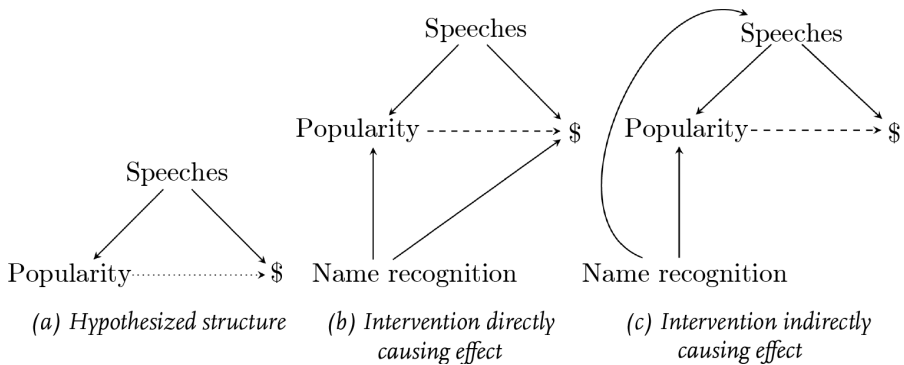 Speeches
Popularity
$
(a) Hypothesized structure
Speeches
Popularity
$
Name recognition
(b) Intervention directly
causing effect
Speeches
Popularity
$
Name recognition
(c) Intervention indirectly
causing effect